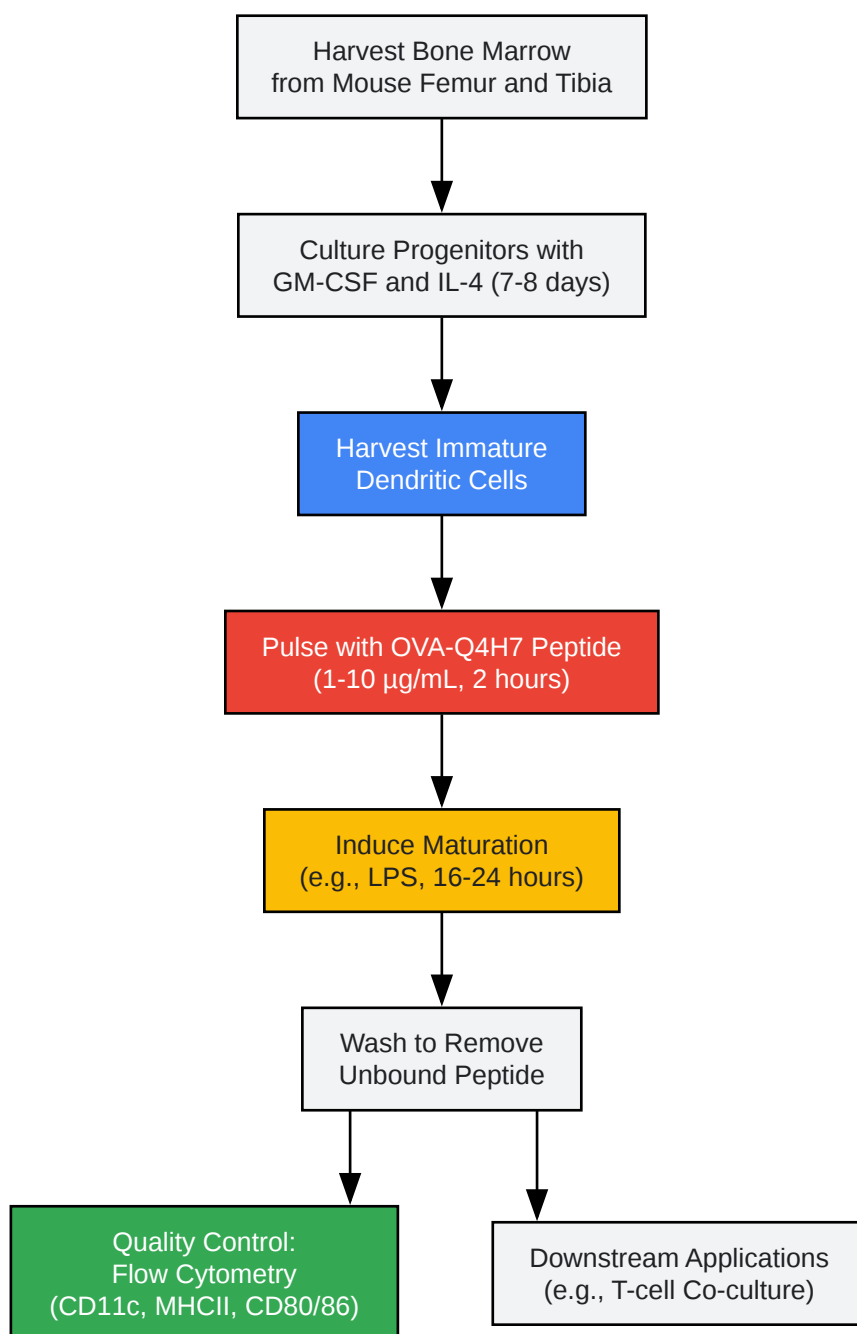 Harvest Bone Marrow
from Mouse Femur and Tibia
Culture Progenitors with
GM-CSF and IL-4 (7-8 days)
Harvest Immature
Dendritic Cells
Pulse with OVA-Q4H7 Peptide
(1-10 µg/mL, 2 hours)
Induce Maturation
(e.g., LPS, 16-24 hours)
Wash to Remove
Unbound Peptide
Quality Control:
Flow Cytometry
(CD11c, MHCII, CD80/86)
Downstream Applications
(e.g., T-cell Co-culture)